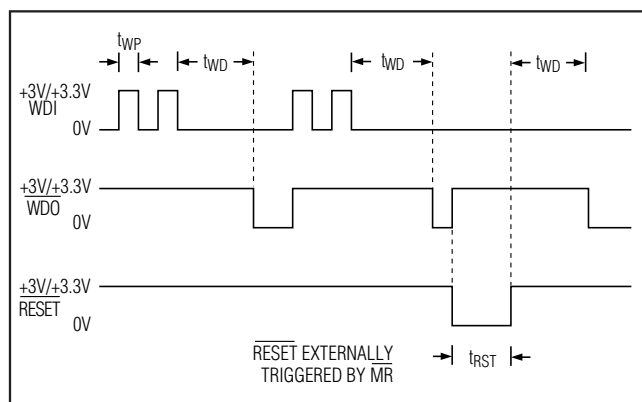 tWP
tWD
tWD
tWD
+3V/+3.3V
WDI
0V
+3V/+3.3V
WDO
0V
+3V/+3.3V
RESET
0V
RESET EXTERNALLY
TRIGGERED BY MR
tRST